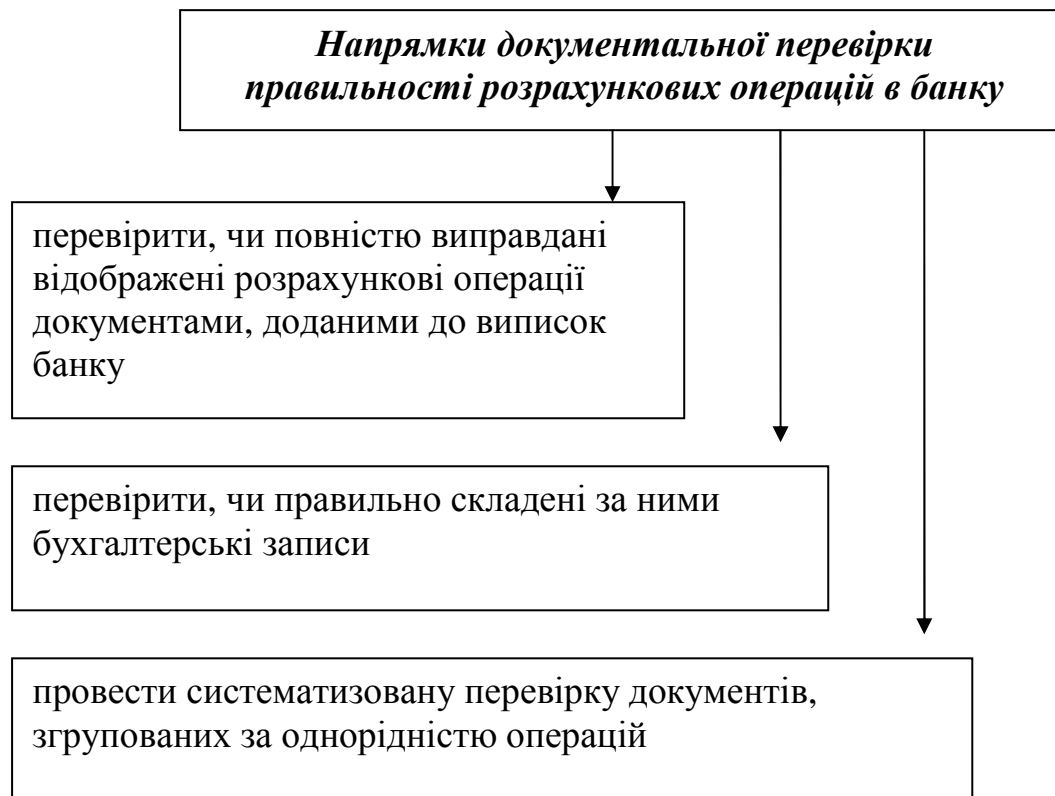 Напрямки документальної перевірки
правильності розрахункових операцій в банку
перевірити, чи повністю виправдані
відображені розрахункові операції
документами, доданими до виписок
банку
перевірити, чи правильно складені за ними
бухгалтерські записи
провести систематизовану перевірку документів,
згрупованих за однорідністю операцій